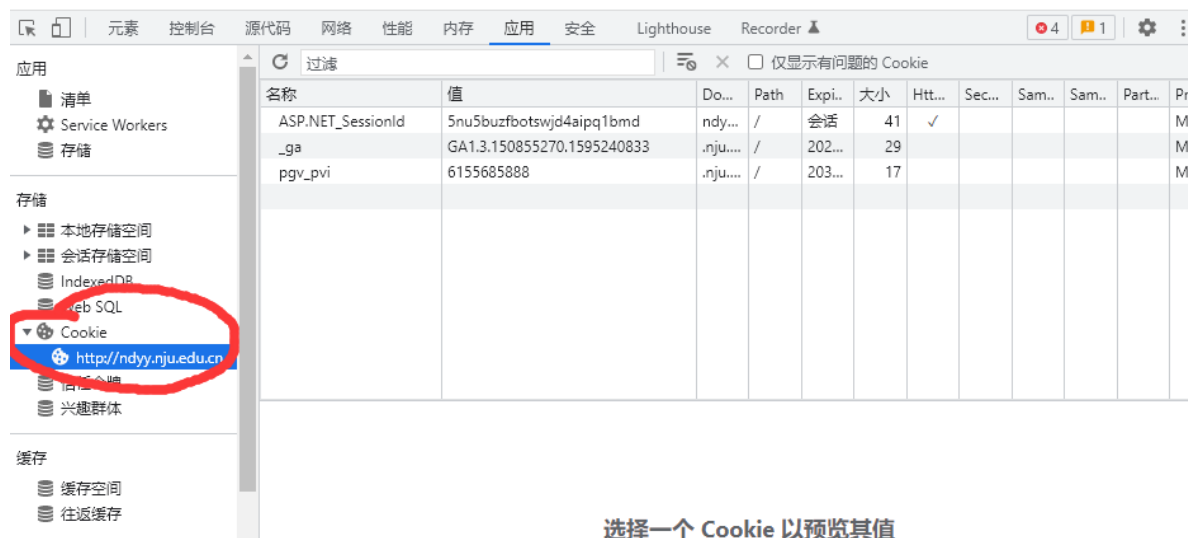 元素 控制台 源代码 网络 性能 内存 应用 安全 Lighthouse Recorder 4 1
应用
清单
Service Workers
存储
存储
本地存储空间
会话存储空间
IndexedDB
Web SQL
Cookie
http://ndyy.nju.edu.cn
兴趣群体
缓存
缓存空间
往返缓存
过滤 仅显示有问题的 Cookie
名称 值 Do... Path Expi.. 大小 Htt... Sec... Sam.. Sam.. Part... Pr
ASP.NET_SessionId 5nu5buzfbotswjd4aipq1bmd ndy... / 会话 41 ✓ M
_ga GA1.3.150855270.1595240833 .nju.... / 202... 29 M
pgv_pvi 6155685888 .nju.... / 203... 17 M
选择一个 Cookie 以预览其值